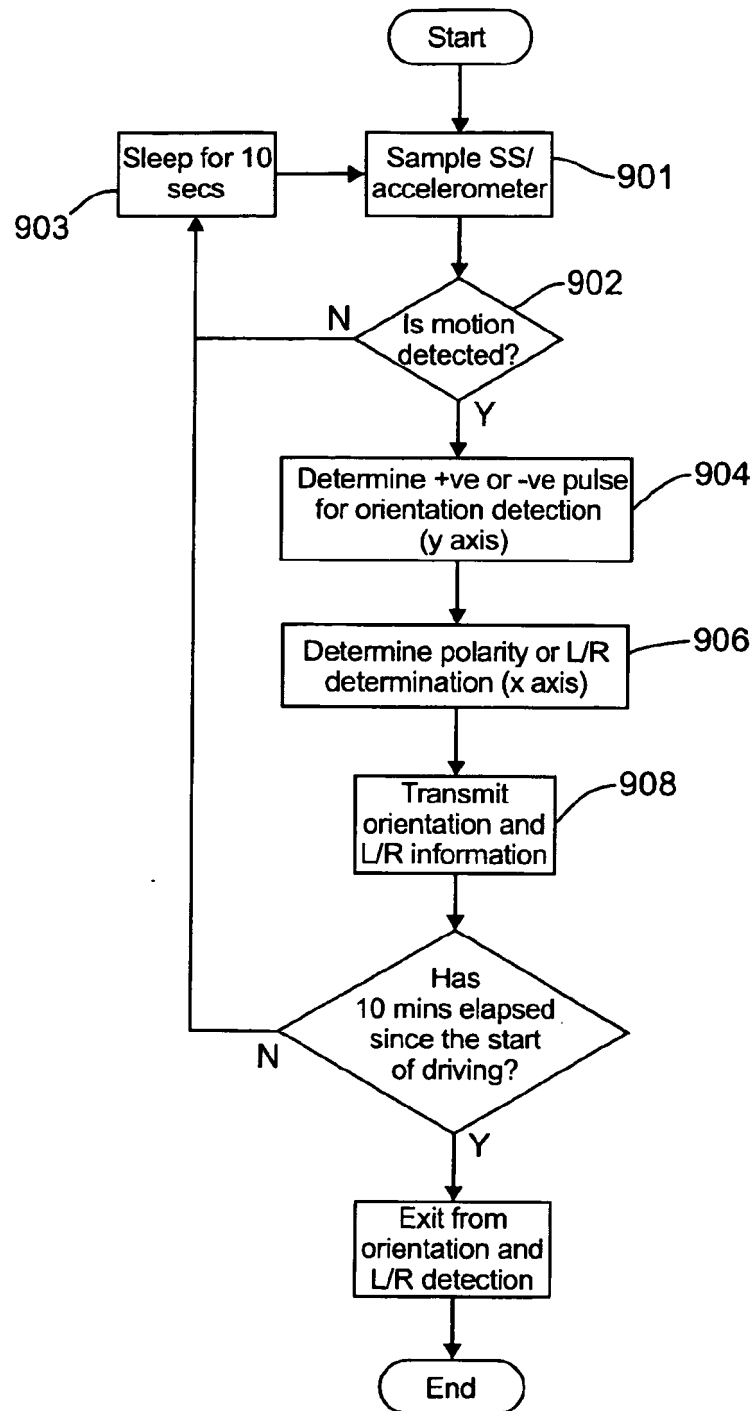 Start
Sleep for 10
secs
903
Sample SS/
accelerometer
901
902
N
Is motion
detected?
Y
Determine +ve or -ve pulse
for orientation detection
(y axis)
904
Determine polarity or L/R
determination (x axis)
906
Transmit
orientation and
L/R information
908
Has
10 mins elapsed
since the start
of driving?
N
Y
Exit from
orientation and
L/R detection
End